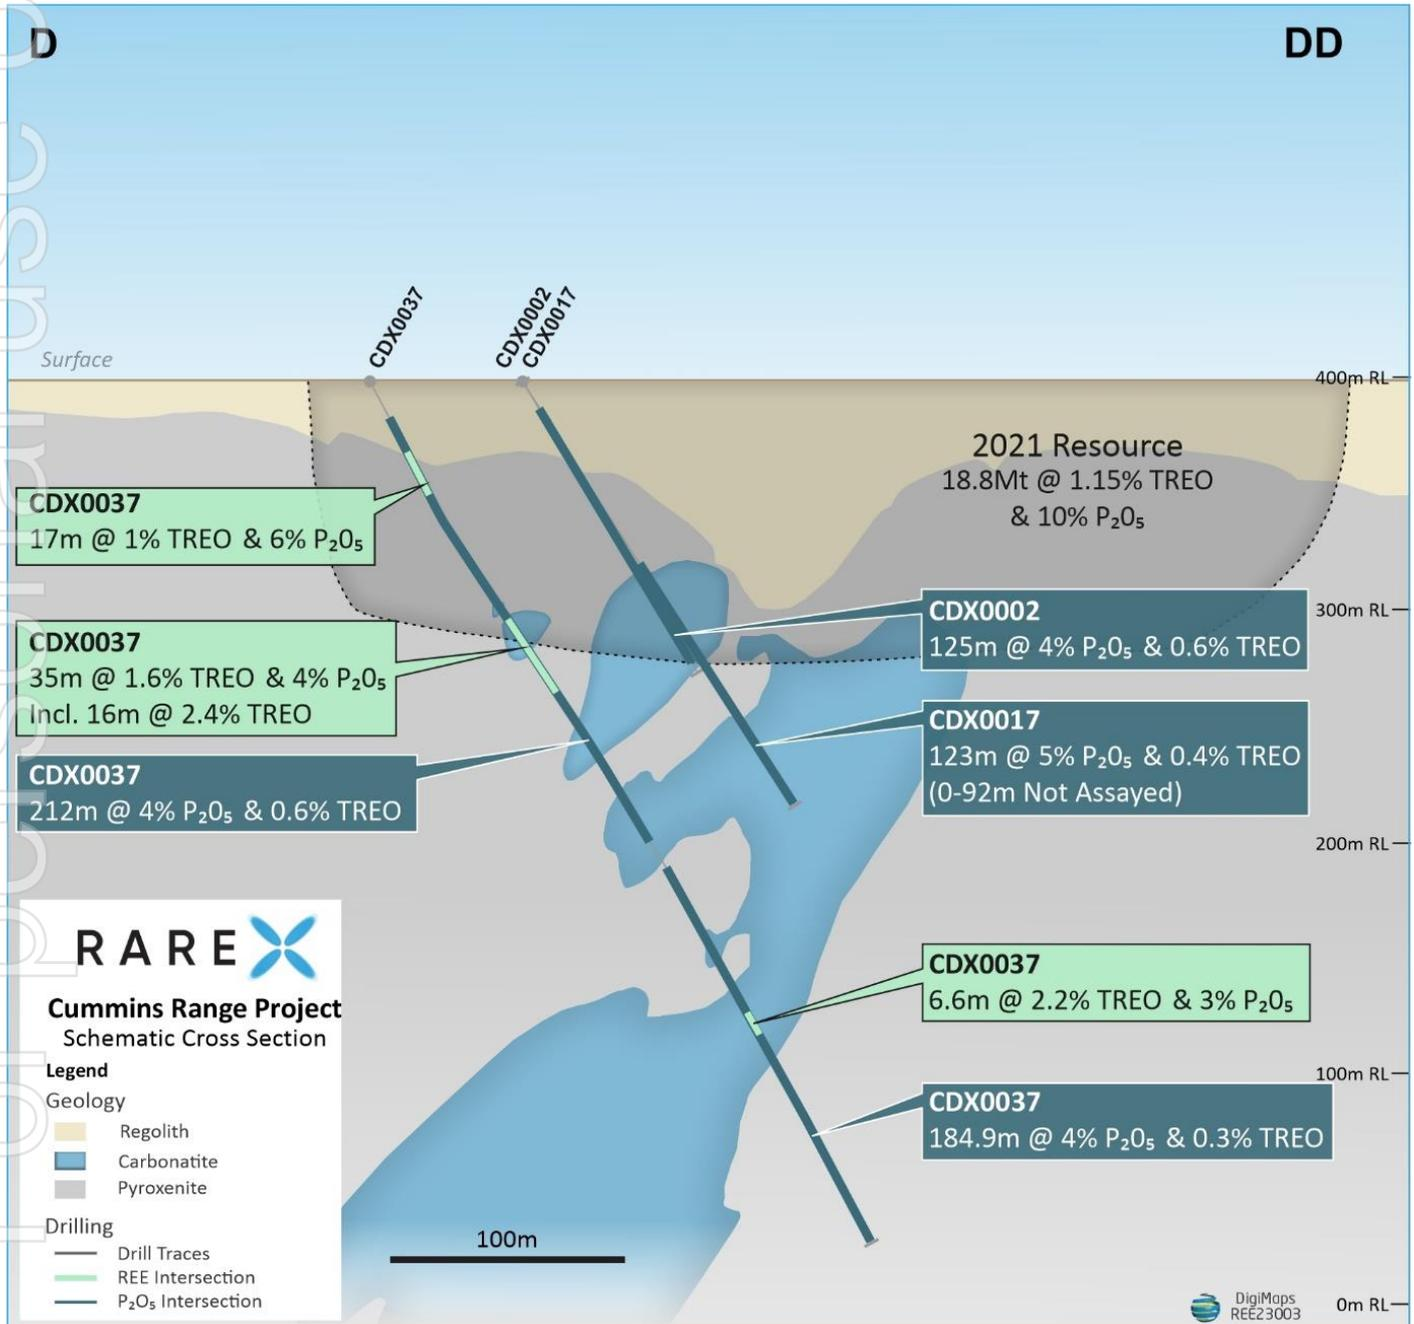 D
DD
CDX0037
CDX0002
CDX0017
Surface
400m RL
2021 Resource
18.8Mt @ 1.15% TREO
& 10% P₂0₅
CDX0037
17m @ 1% TREO & 6% P₂0₅
300m RL
CDX0002
125m @ 4% P₂0₅ & 0.6% TREO
CDX0037
35m @ 1.6% TREO & 4% P₂0₅
Incl. 16m @ 2.4% TREO
CDX0017
123m @ 5% P₂0₅ & 0.4% TREO
(0-92m Not Assayed)
CDX0037
212m @ 4% P₂0₅ & 0.6% TREO
200m RL
CDX0037
6.6m @ 2.2% TREO & 3% P₂0₅
100m RL
CDX0037
184.9m @ 4% P₂0₅ & 0.3% TREO
RAREX
Cummins Range Project
Schematic Cross Section
Legend
Geology
Regolith
Carbonatite
Pyroxenite
Drilling
Drill Traces
REE Intersection
P₂O₅ Intersection
100m
DigiMaps
REE23003
0m RL